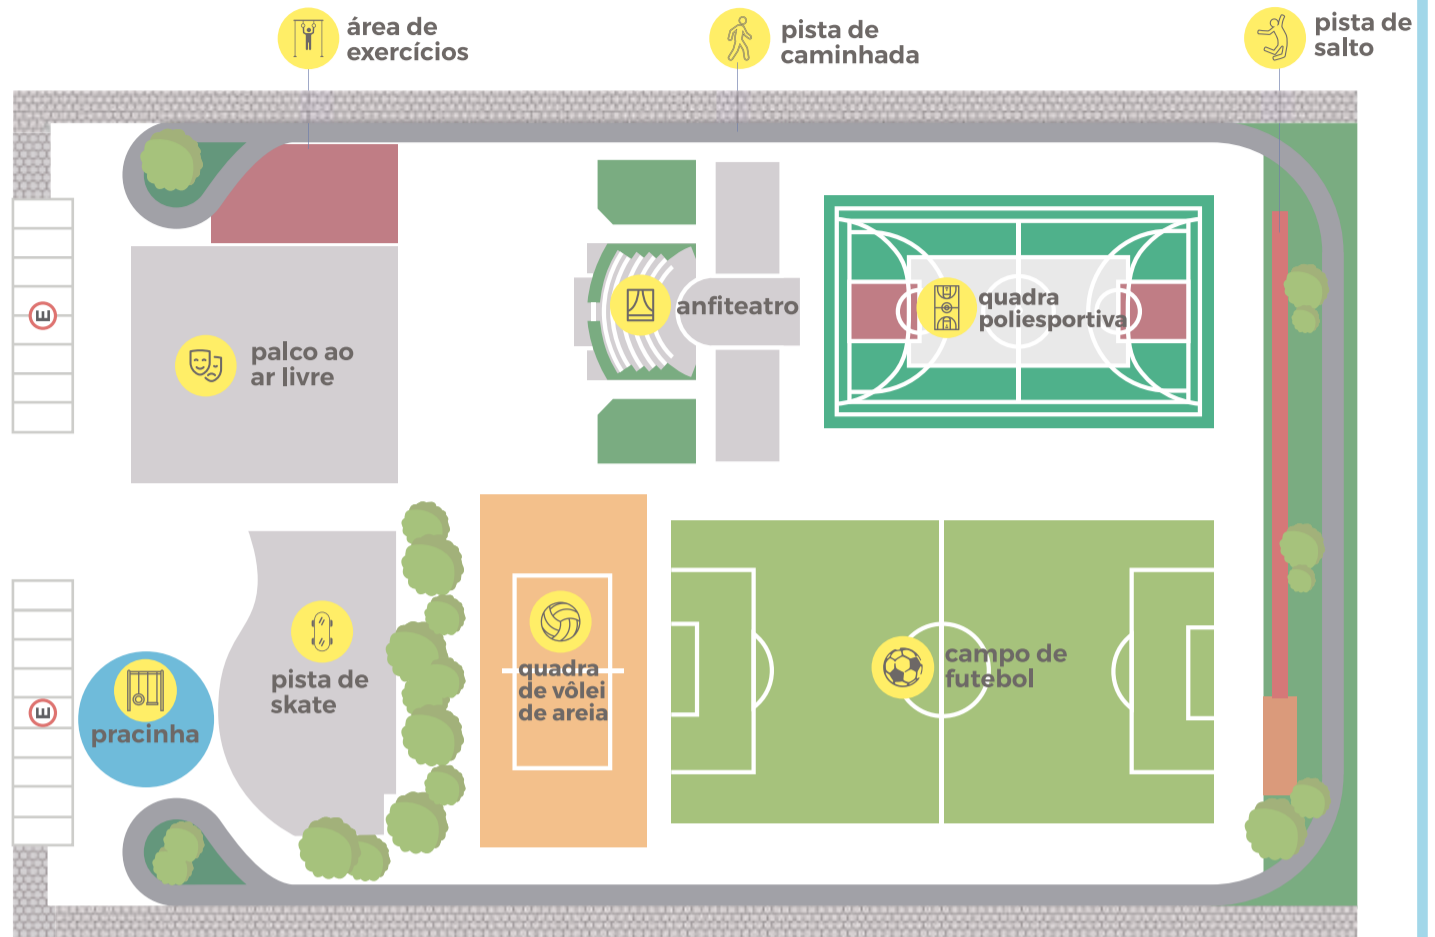 área de
exercícios
pista de
caminhada
pista de
salto
anfiteatro
quadra
poliesportiva
E
palco ao
ar livre
quadra
de vôlei
de areia
campo de
futebol
pista de
skate
E
pracinha